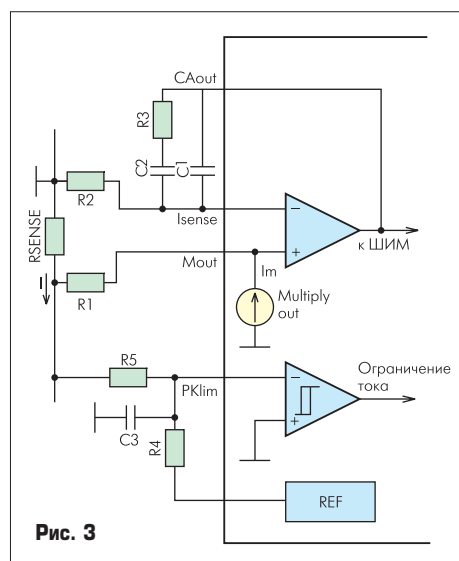 CAout
R3
C2
C1
R2
Isense
RSENSE
Mout
I
R1
Im
−
+
к ШИМ
Multiply
out
R5
PKlim
C3
R4
−
+
Ограничение
тока
REF
Рис. 3